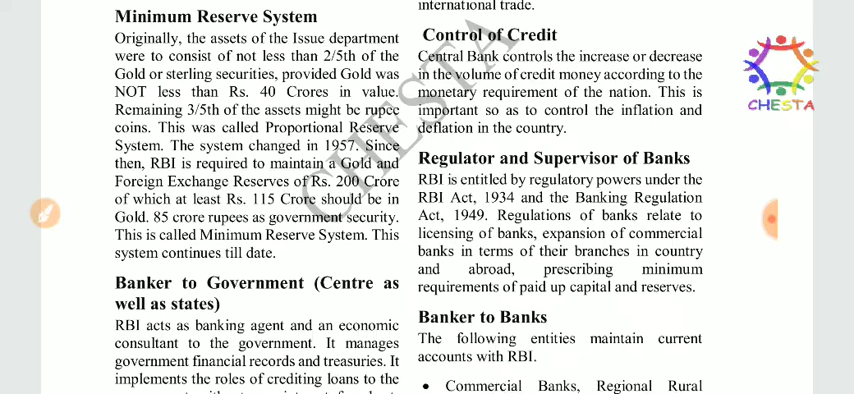 Minimum Reserve System
Originally, the assets of the Issue department
were to consist of not less than 2/5th of the
Gold or sterling securities, provided Gold was
NOT less than Rs. 40 Crores in value.
Remaining 3/5th of the assets might be rupee
coins. This was called Proportional Reserve
System. The system changed in 1957. Since
then, RBI is required to maintain a Gold and
Foreign Exchange Reserves of Rs. 200 Crore
of which at least Rs. 115 Crore should be in
Gold. 85 crore rupees as government security.
This is called Minimum Reserve System. This
system continues till date.
Banker to Government (Centre as
well as states)
RBI acts as banking agent and an economic
consultant to the government. It manages
government financial records and treasuries. It
implements the roles of crediting loans to the
international trade.
Control of Credit
Central Bank controls the increase or decrease
in the volume of credit money according to the
monetary requirement of the nation. This is
important so as to control the inflation and
deflation in the country.
Regulator and Supervisor of Banks
RBI is entitled by regulatory powers under the
RBI Act, 1934 and the Banking Regulation
Act, 1949. Regulations of banks relate to
licensing of banks, expansion of commercial
banks in terms of their branches in country
and abroad, prescribing minimum
requirements of paid up capital and reserves.
Banker to Banks
The following entities maintain current
accounts with RBI.
• Commercial Banks, Regional Rural
CHESTA
CHESTA